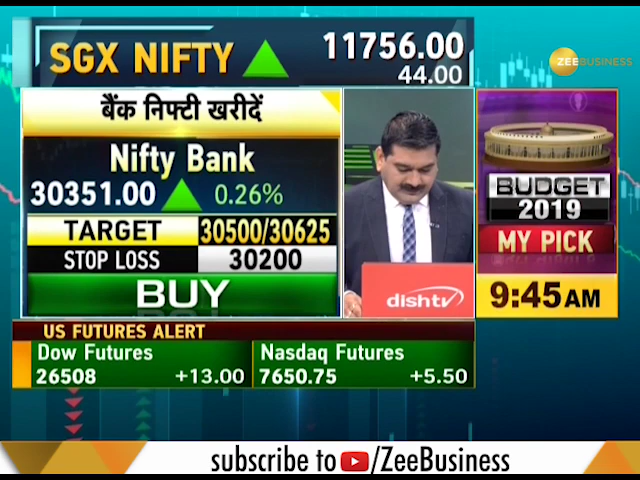 SGX NIFTY
11756.00
44.00
ZEEBUSINESS
बैंक निफ्टी खरीदें
Nifty Bank
30351.00 0.26%
TARGET 30500/30625
STOP LOSS 30200
BUY
dishtv
BUDGET
2019
MY PICK
9:45 AM
US FUTURES ALERT
Dow Futures
26508 +13.00
Nasdaq Futures
7650.75 +5.50
subscribe to /ZeeBusiness